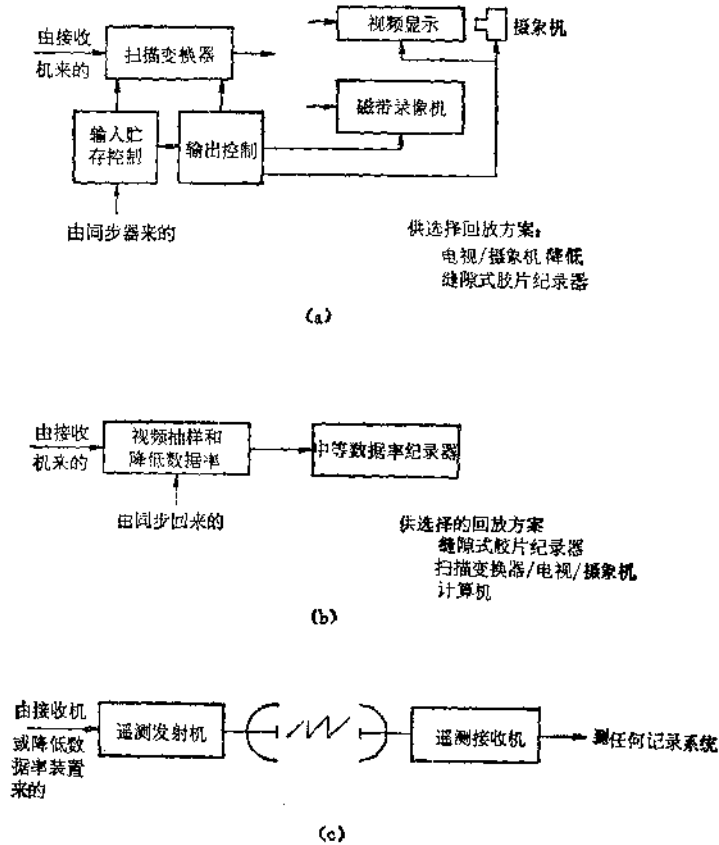 由接收
机来的
扫描变换器
视频显示
摄象机
磁带录像机
输入贮
存控制
输出控制
由同步器来的
供选择回放方案：
电视/摄象机 降低
缝隙式胶片纪录器
(a)
由接收
机来的
视频抽样和
降低数据率
中等数据率纪录器
由同步回来的
供选择的回放方案
缝隙式胶片纪录器
扫描变换器/电视/摄象机
计算机
(b)
由接收机
或降低数
据率装置
来的
遥测发射机
遥测接收机
到任何记录系统
(c)